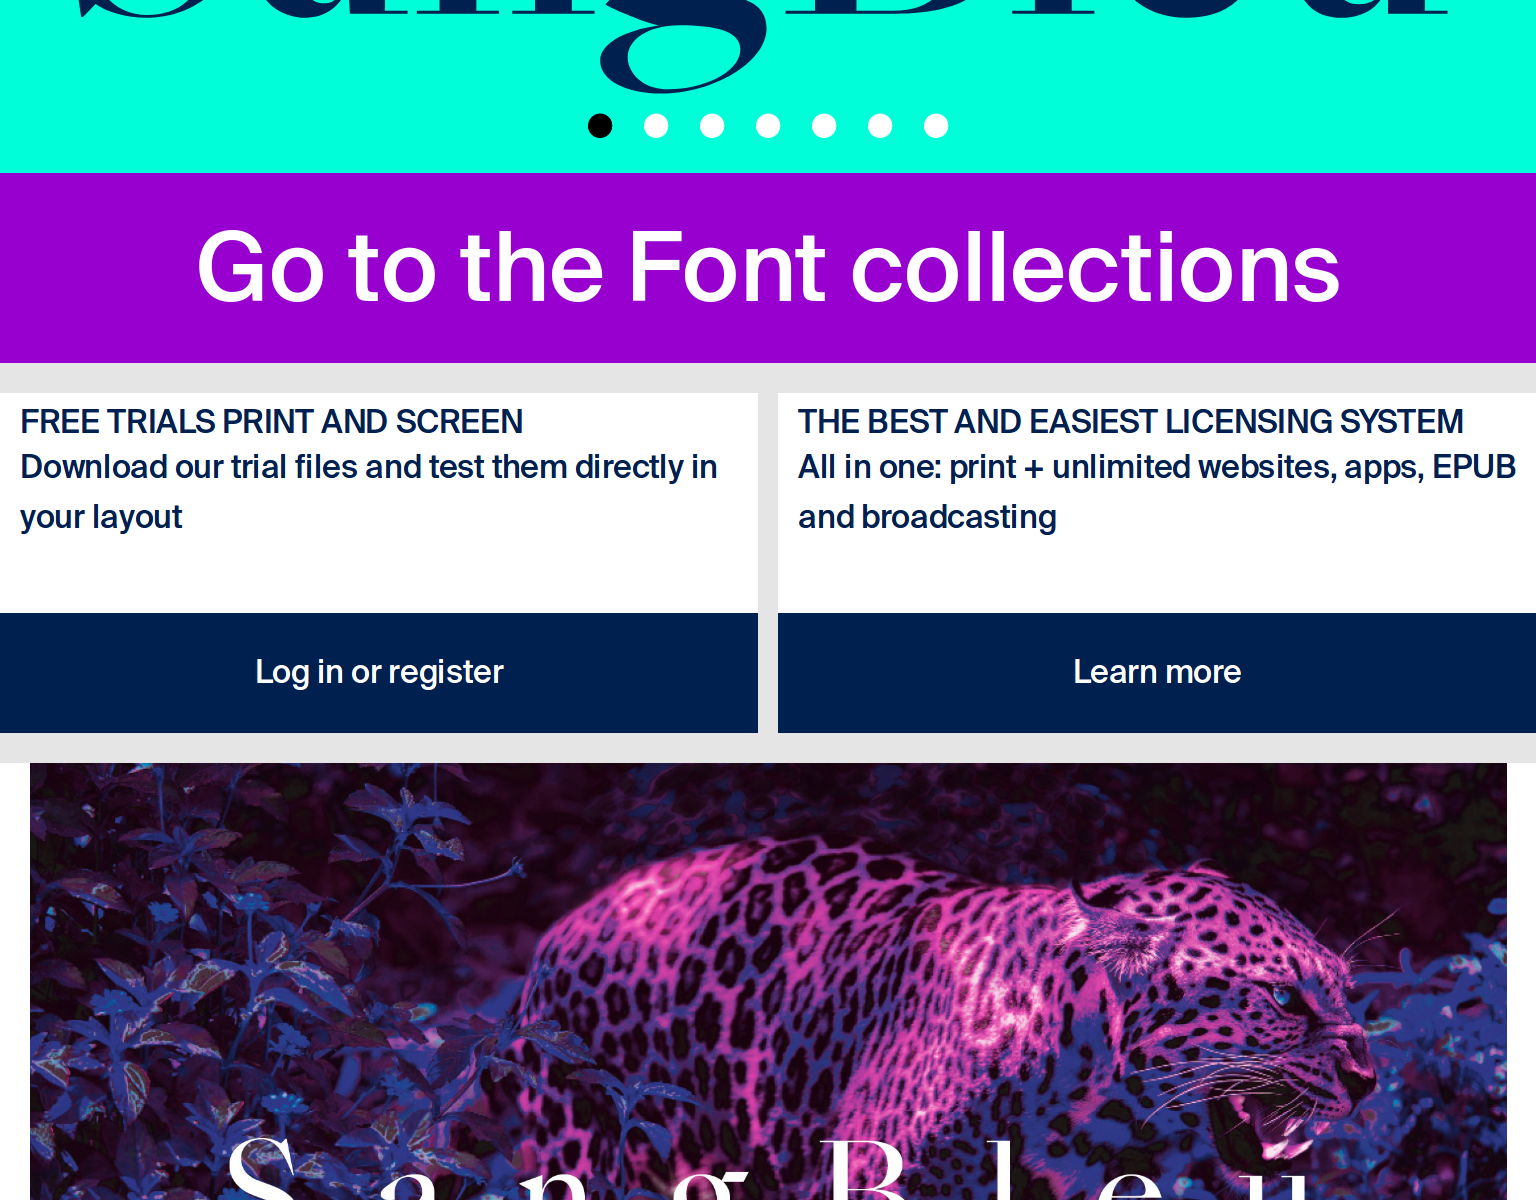 SangBleu
Go to the Font collections
FREE TRIALS PRINT AND SCREEN
Download our trial files and test them directly in
your layout
Log in or register
THE BEST AND EASIEST LICENSING SYSTEM
All in one: print + unlimited websites, apps, EPUB
and broadcasting
Learn more
SangBleu